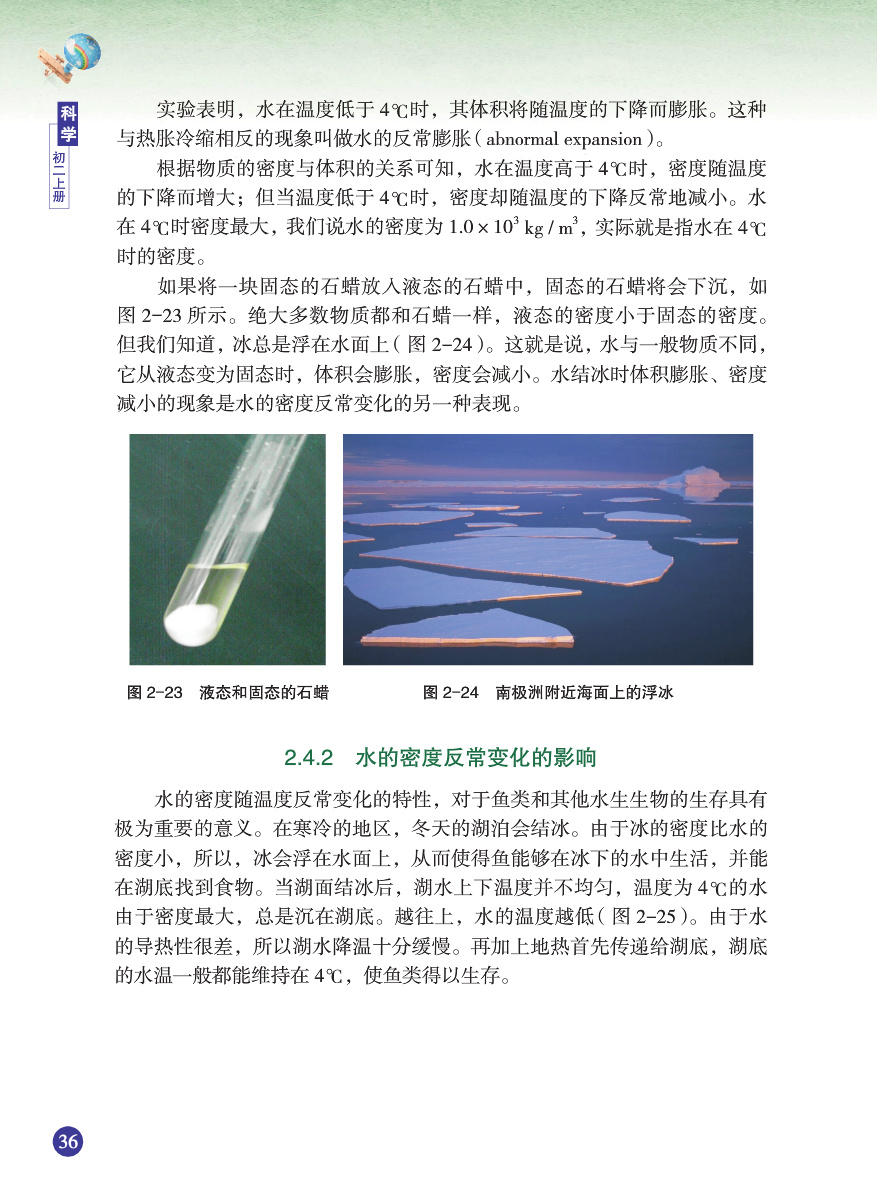 科学
初二上册
实验表明，水在温度低于 4℃时，其体积将随温度的下降而膨胀。这种
与热胀冷缩相反的现象叫做水的反常膨胀（abnormal expansion）。
根据物质的密度与体积的关系可知，水在温度高于 4℃时，密度随温度
的下降而增大；但当温度低于 4℃时，密度却随温度的下降反常地减小。水
在 4℃时密度最大，我们说水的密度为 1.0 × 10³ kg / m³，实际就是指水在 4℃
时的密度。
如果将一块固态的石蜡放入液态的石蜡中，固态的石蜡将会下沉，如
图 2-23 所示。绝大多数物质都和石蜡一样，液态的密度小于固态的密度。
但我们知道，冰总是浮在水面上（图 2-24）。这就是说，水与一般物质不同，
它从液态变为固态时，体积会膨胀，密度会减小。水结冰时体积膨胀、密度
减小的现象是水的密度反常变化的另一种表现。
图 2-23 液态和固态的石蜡
图 2-24 南极洲附近海面上的浮冰
2.4.2 水的密度反常变化的影响
水的密度随温度反常变化的特性，对于鱼类和其他水生生物的生存具有
极为重要的意义。在寒冷的地区，冬天的湖泊会结冰。由于冰的密度比水的
密度小，所以，冰会浮在水面上，从而使得鱼能够在冰下的水中生活，并能
在湖底找到食物。当湖面结冰后，湖水上下温度并不均匀，温度为 4℃的水
由于密度最大，总是沉在湖底。越往上，水的温度越低（图 2-25）。由于水
的导热性很差，所以湖水降温十分缓慢。再加上地热首先传递给湖底，湖底
的水温一般都能维持在 4℃，使鱼类得以生存。
36